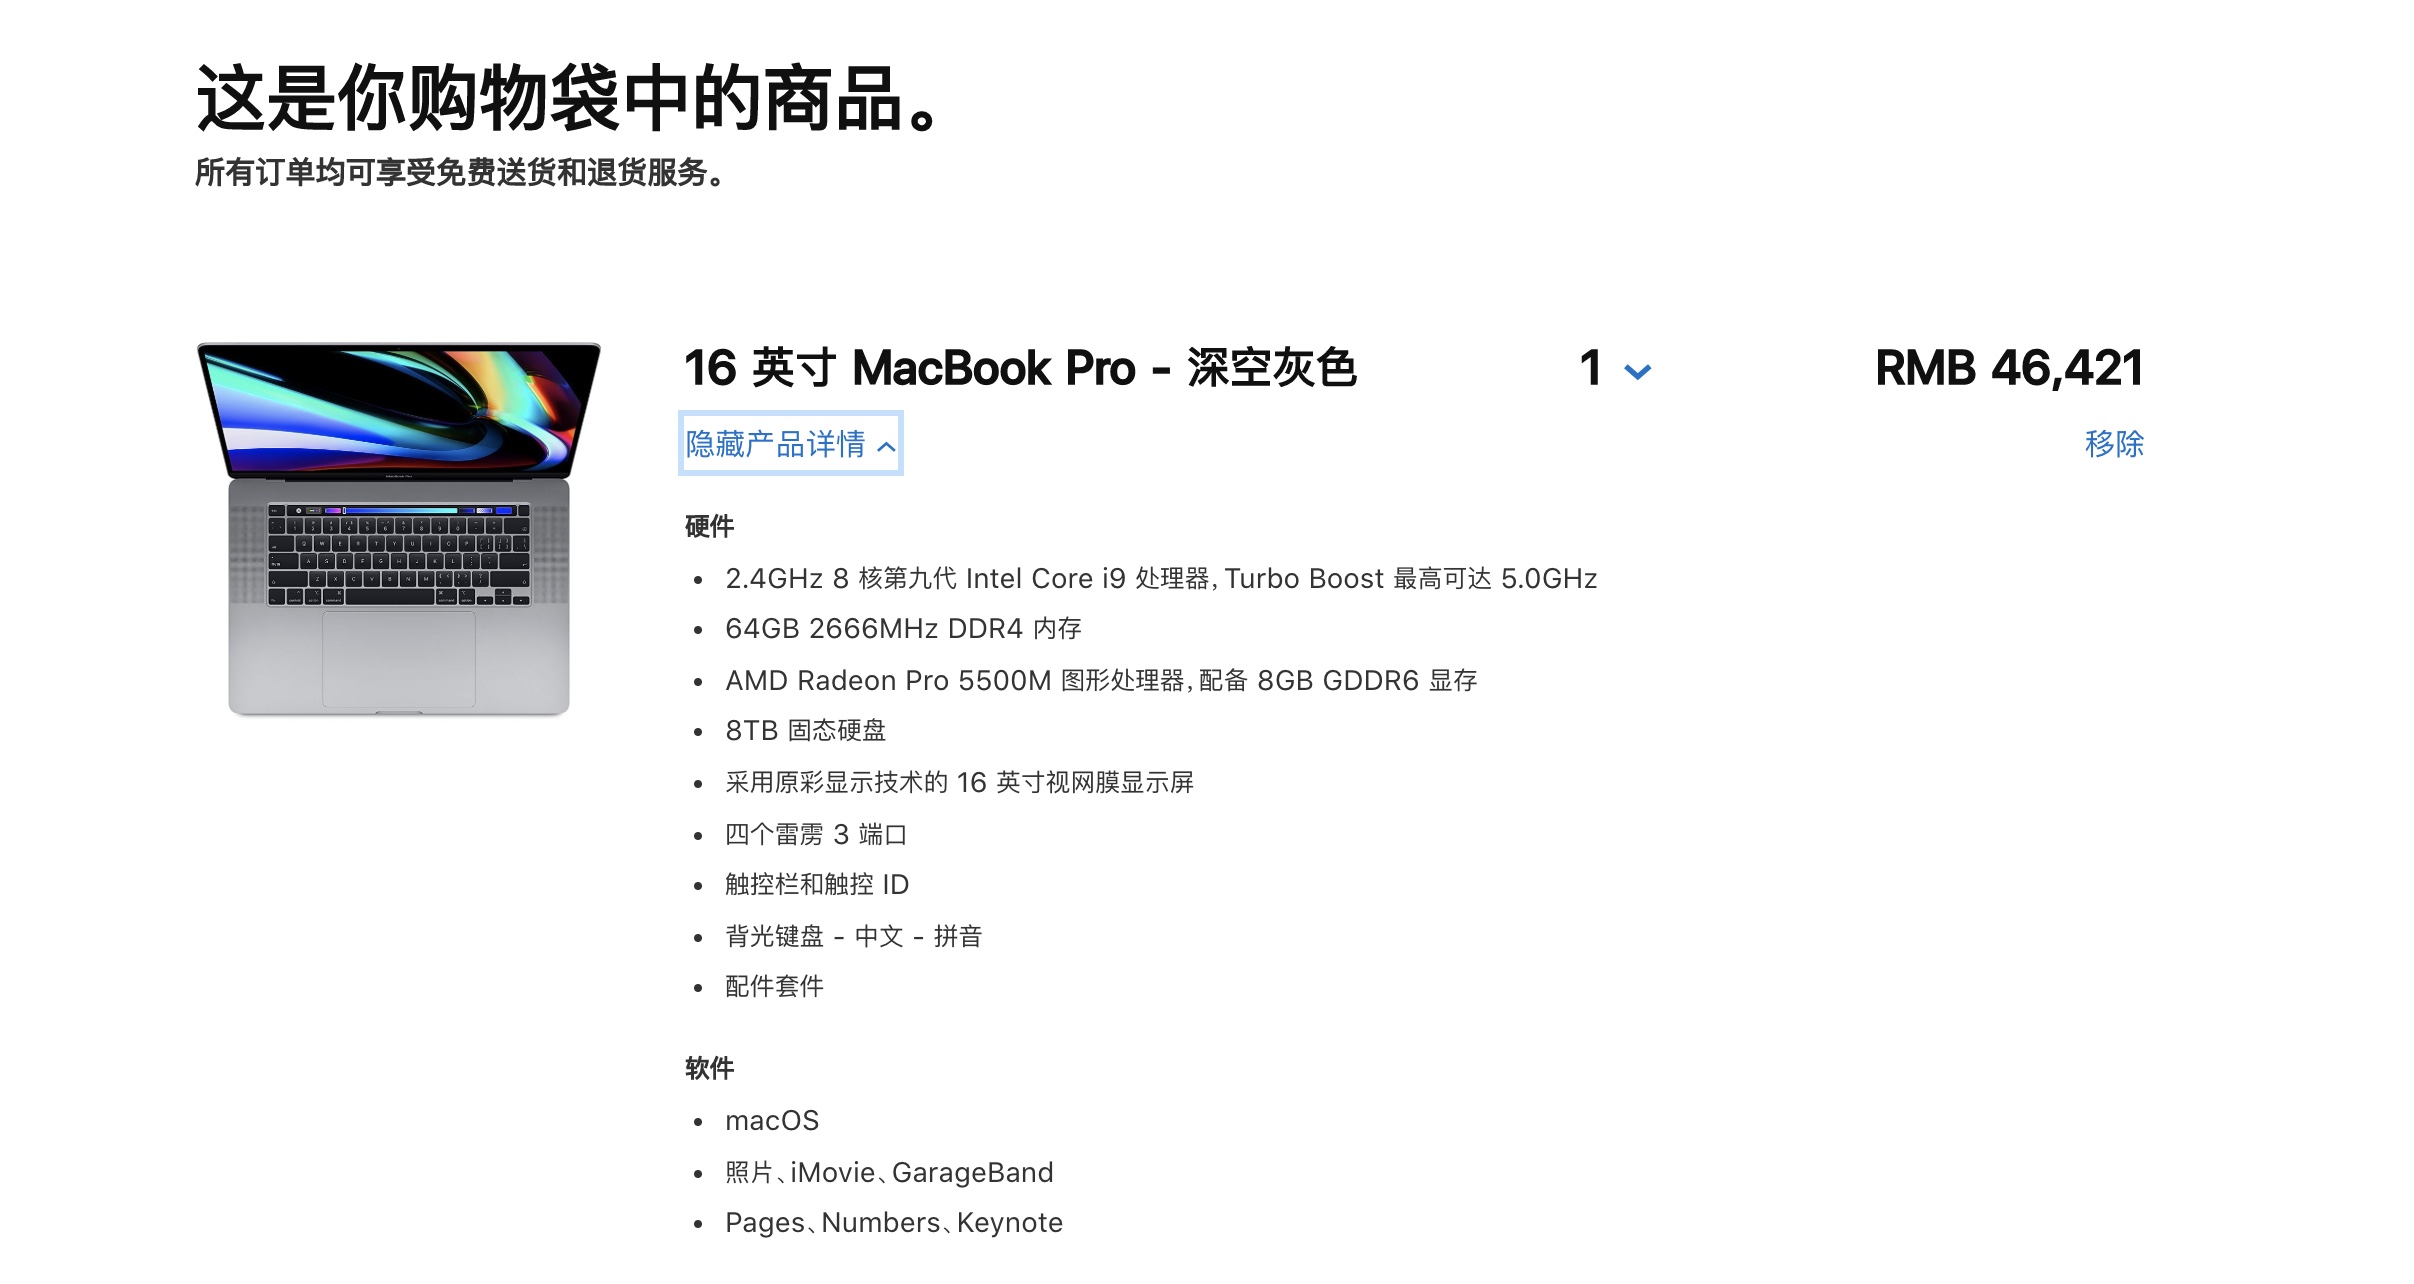 这是你购物袋中的商品。
所有订单均可享受免费送货和退货服务。
16 英寸 MacBook Pro - 深空灰色
1
RMB 46,421
隐藏产品详情
移除
硬件
2.4GHz 8 核第九代 Intel Core i9 处理器, Turbo Boost 最高可达 5.0GHz
64GB 2666MHz DDR4 内存
AMD Radeon Pro 5500M 图形处理器, 配备 8GB GDDR6 显存
8TB 固态硬盘
采用原彩显示技术的 16 英寸视网膜显示屏
四个雷雳 3 端口
触控栏和触控 ID
背光键盘 - 中文 - 拼音
配件套件
软件
macOS
照片、iMovie、GarageBand
Pages、Numbers、Keynote